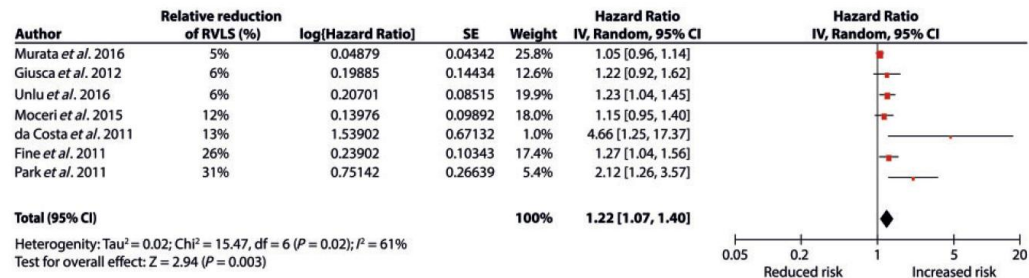 Relative reduction Hazard Ratio Hazard Ratio
Author of RVLS (%) log[Hazard Ratio] SE Weight IV, Random, 95% CI IV, Random, 95% CI
Murata et al. 2016 5% 0.04879 0.04342 25.8% 1.05 [0.96, 1.14]
Giusca et al. 2012 6% 0.19885 0.14434 12.6% 1.22 [0.92, 1.62]
Unlu et al. 2016 6% 0.20701 0.08515 19.9% 1.23 [1.04, 1.45]
Moceri et al. 2015 12% 0.13976 0.09892 18.0% 1.15 [0.95, 1.40]
da Costa et al. 2011 13% 1.53902 0.67132 1.0% 4.66 [1.25, 17.37]
Fine et al. 2011 26% 0.23902 0.10343 17.4% 1.27 [1.04, 1.56]
Park et al. 2011 31% 0.75142 0.26639 5.4% 2.12 [1.26, 3.57]
Total (95% CI) 100% 1.22 [1.07, 1.40]
Heterogenity: Tau² = 0.02; Chi² = 15.47, df = 6 (P = 0.02); I² = 61%
Test for overall effect: Z = 2.94 (P = 0.003)
0.05 0.2 1 5 20
Reduced risk Increased risk